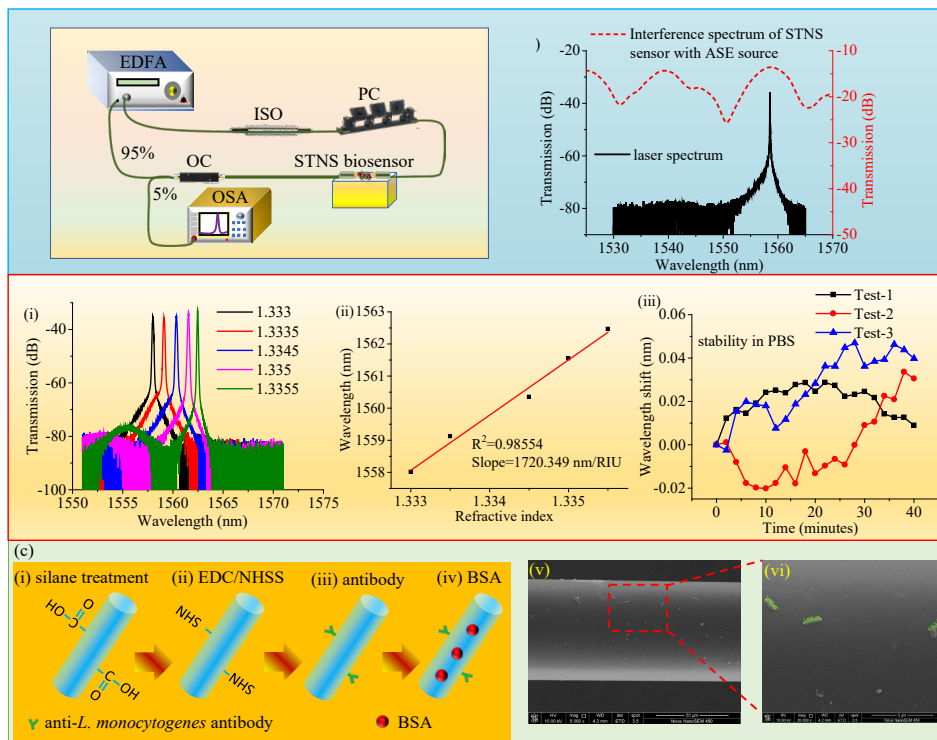 EDFA
ISO
PC
95%
OC
STNS biosensor
5%
OSA
)
Interference spectrum of STNS
sensor with ASE source
laser spectrum
Transmission (dB)
-20
-40
-60
-80
-10
-20
-30
-40
-50
Transmission (dB)
1530 1540 1550 1560 1570
Wavelength (nm)
(i)
1.333
1.3335
1.3345
1.335
1.3355
Transmission (dB)
-40
-60
-80
-100
1550 1555 1560 1565 1570 1575
Wavelength (nm)
(ii)
Wavelength (nm)
1563
1562
1561
1560
1559
1558
R²=0.98554
Slope=1720.349 nm/RIU
1.333 1.334 1.335
Refractive index
(iii)
Test-1
Test-2
Test-3
stability in PBS
Wavelength shift (nm)
0.06
0.04
0.02
0.00
-0.02
0 10 20 30 40
Time (minutes)
(c)
(i) silane treatment
(ii) EDC/NHSS
(iii) antibody
(iv) BSA
HO
O
C
C
OH
O
NHS
NHS
anti-L. monocytogenes antibody
BSA
(v)
(vi)